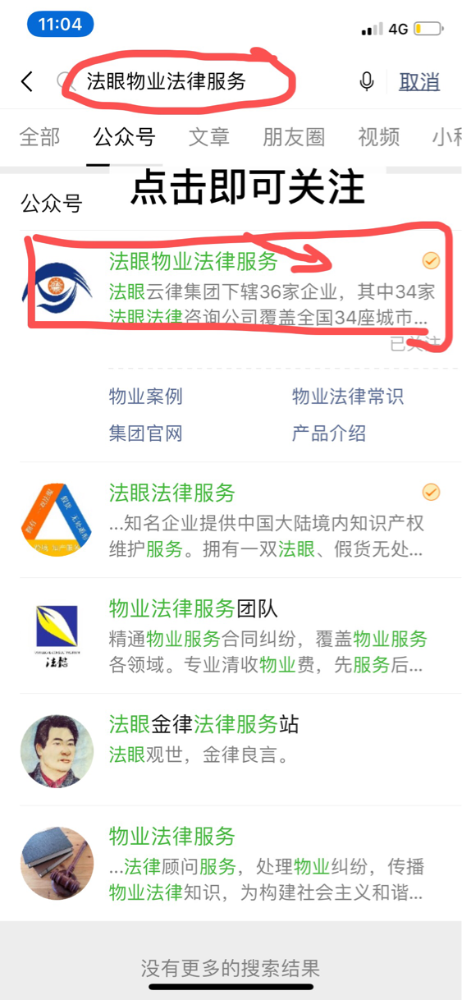 11:04
4G
法眼物业法律服务
取消
全部 公众号 文章 朋友圈 视频 小程
点击即可关注
公众号
法眼物业法律服务
法眼云律集团下辖36家企业，其中34家
法眼法律咨询公司覆盖全国34座城市...
已关注
物业案例 物业法律常识
集团官网 产品介绍
法眼法律服务
...知名企业提供中国大陆境内知识产权
维护服务。拥有一双法眼、假货无处...
物业法律服务团队
精通物业服务合同纠纷，覆盖物业服务
各领域。专业清收物业费，先服务后...
法眼金律法律服务站
法眼观世，金律良言。
物业法律服务
...法律顾问服务，处理物业纠纷，传播
物业法律知识，为构建社会主义和谐...
没有更多的搜索结果